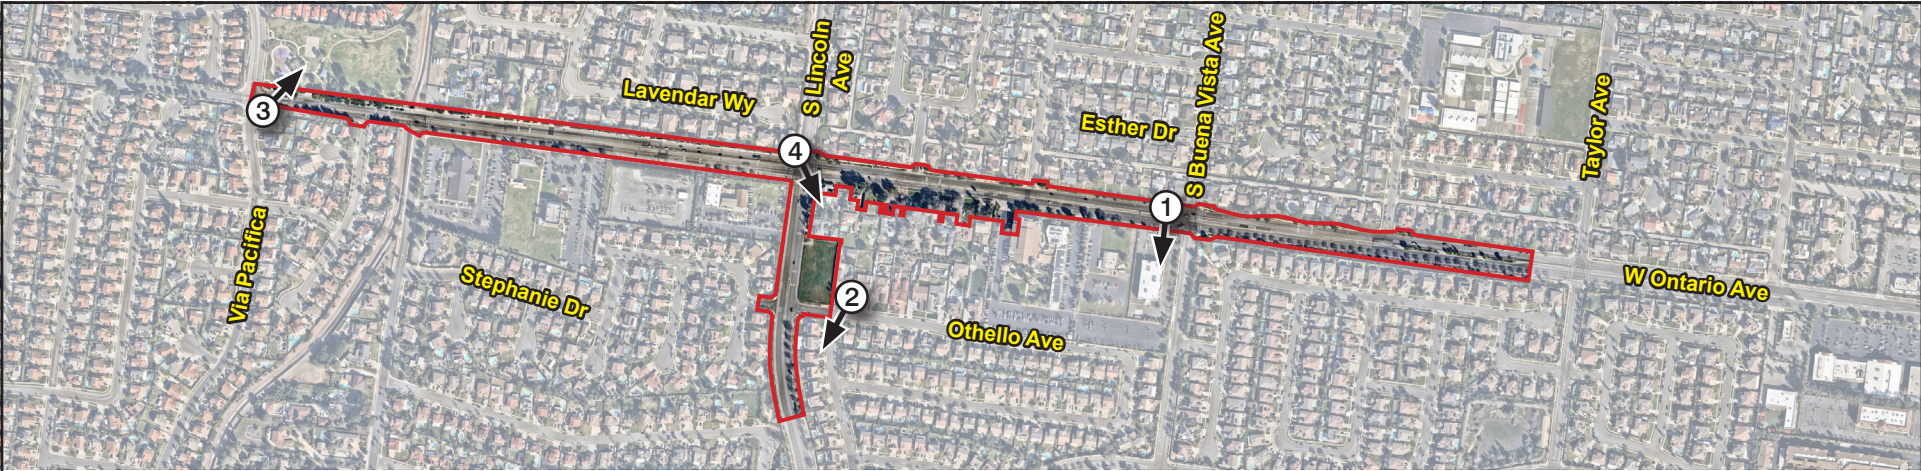 S Lincoln
Ave
S Buena Vista Ave
Lavendar Wy
Esther Dr
Taylor Ave
3
4
1
Via Pacifica
Stephanie Dr
2
Othello Ave
W Ontario Ave